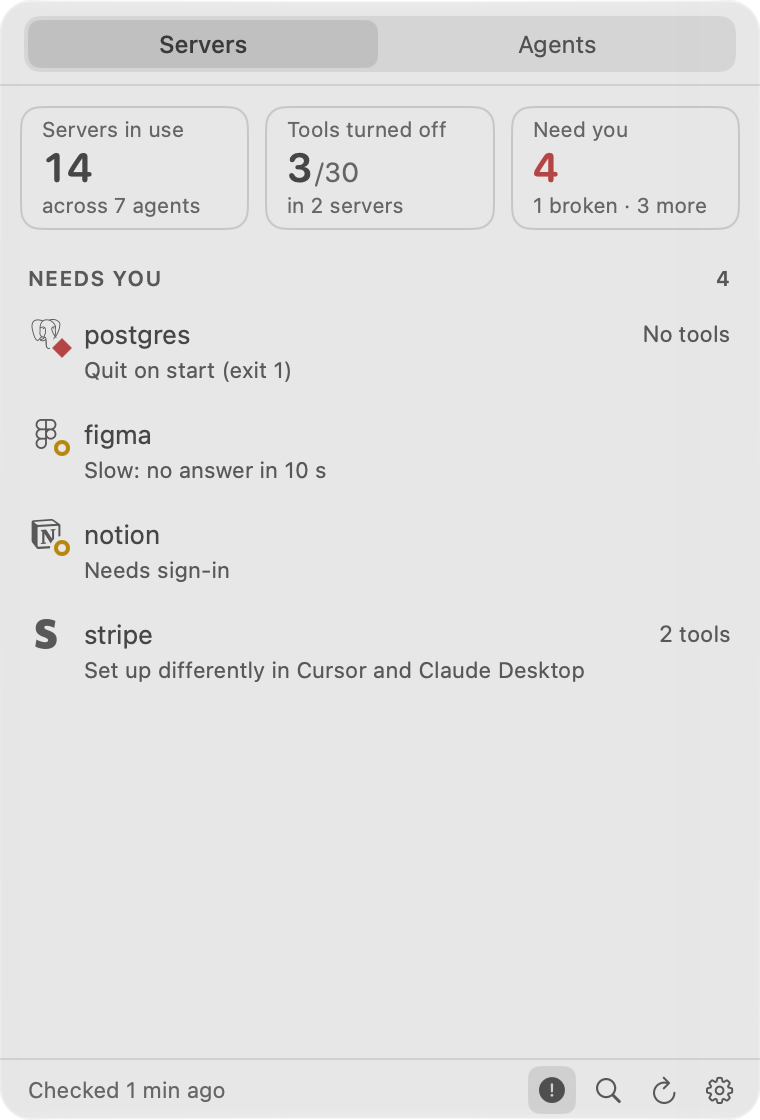 Servers
Agents
Servers in use
14
across 7 agents
Tools turned off
3/30
in 2 servers
Need you
4
1 broken · 3 more
NEEDS YOU 4
postgres No tools
Quit on start (exit 1)
figma
Slow: no answer in 10 s
notion
Needs sign-in
stripe 2 tools
Set up differently in Cursor and Claude Desktop
Checked 1 min ago